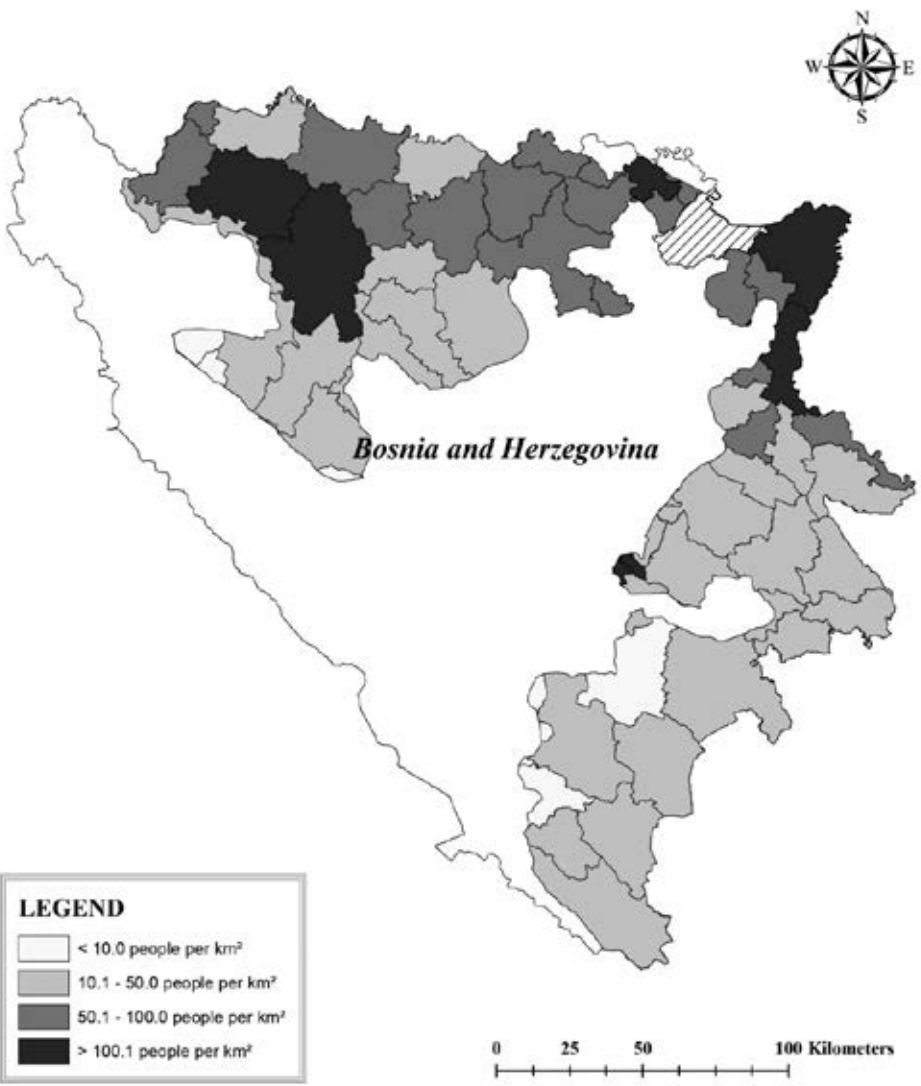 N
W E
S
Bosnia and Herzegovina
LEGEND
< 10.0 people per km²
10.1 - 50.0 people per km²
50.1 - 100.0 people per km²
> 100.1 people per km²
0 25 50 100 Kilometers